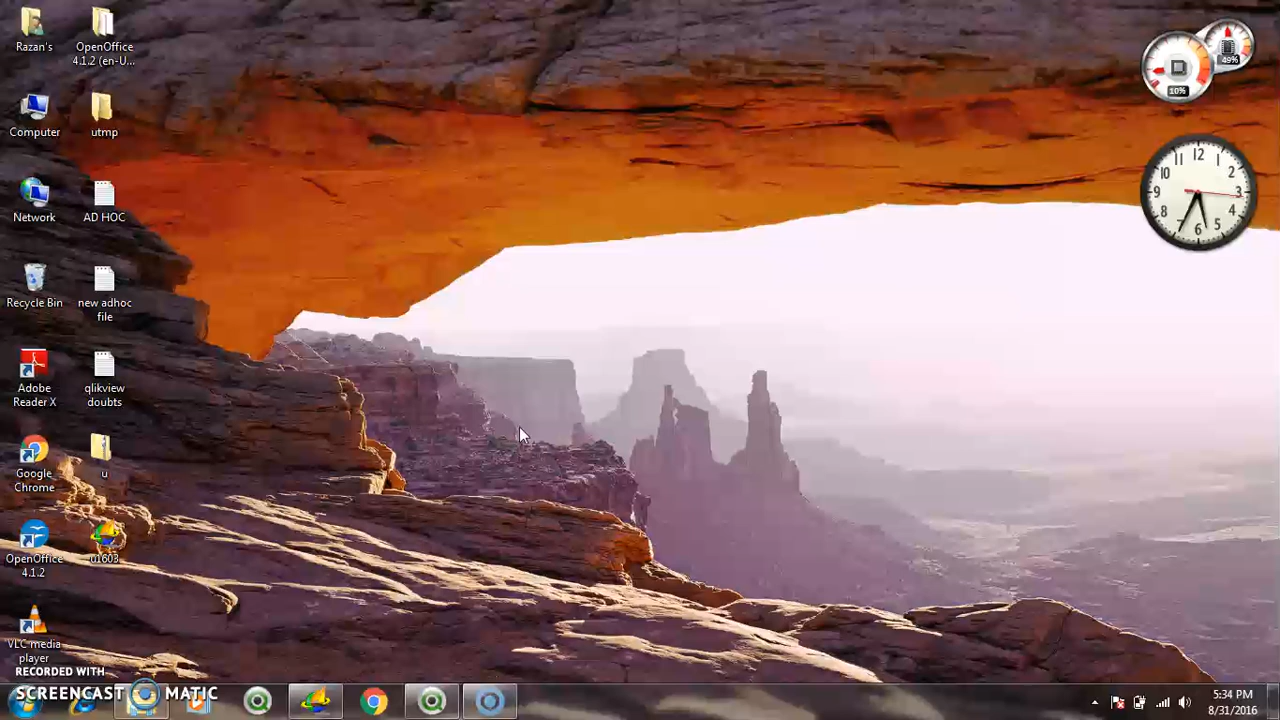 Razan's
OpenOffice
4.1.2 (en-U...
Computer
utmp
Network
AD HOC
Recycle Bin
new adhoc
file
Adobe
Reader X
qlikview
doubts
Google
Chrome
u
OpenOffice
4.1.2
01603
VLC media
player
10%
49%
12
1
2
3
4
5
6
8
9
10
11
RECORDED WITH
SCREENCAST MATIC
5:34 PM
8/31/2016